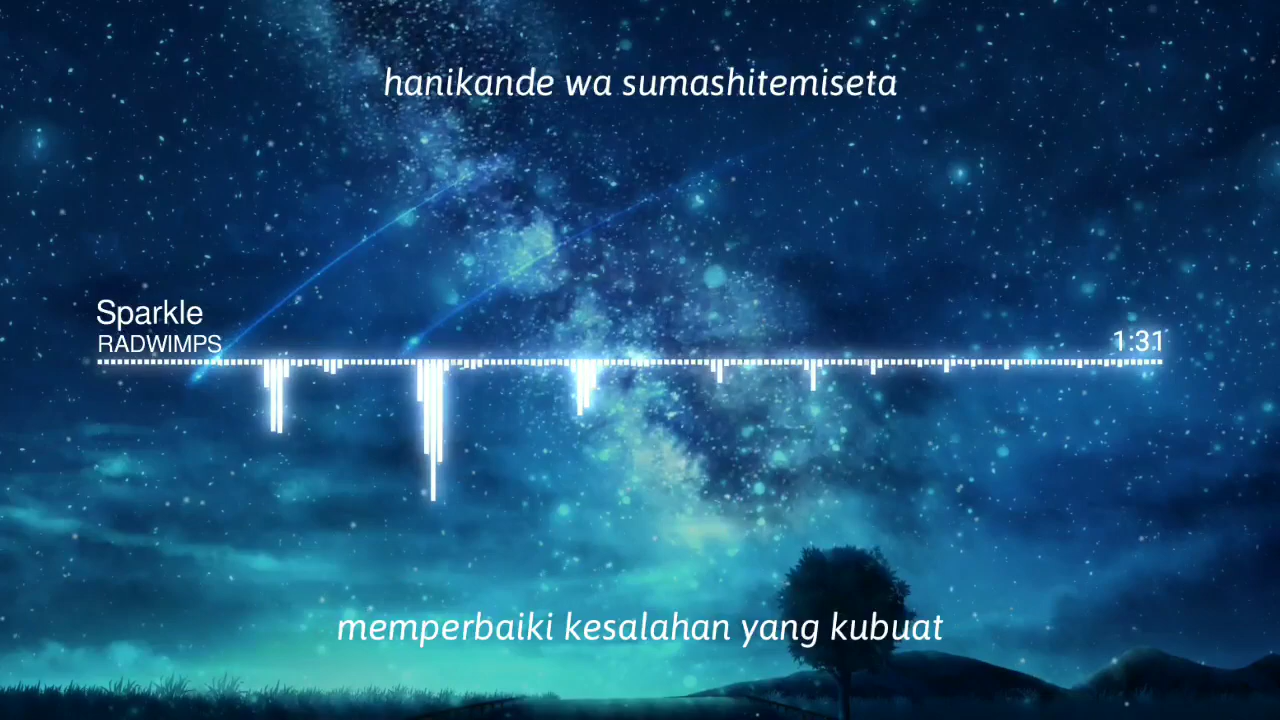 hanikande wa sumashitemiseta
Sparkle
RADWIMPS
1:31
memperbaiki kesalahan yang kubuat